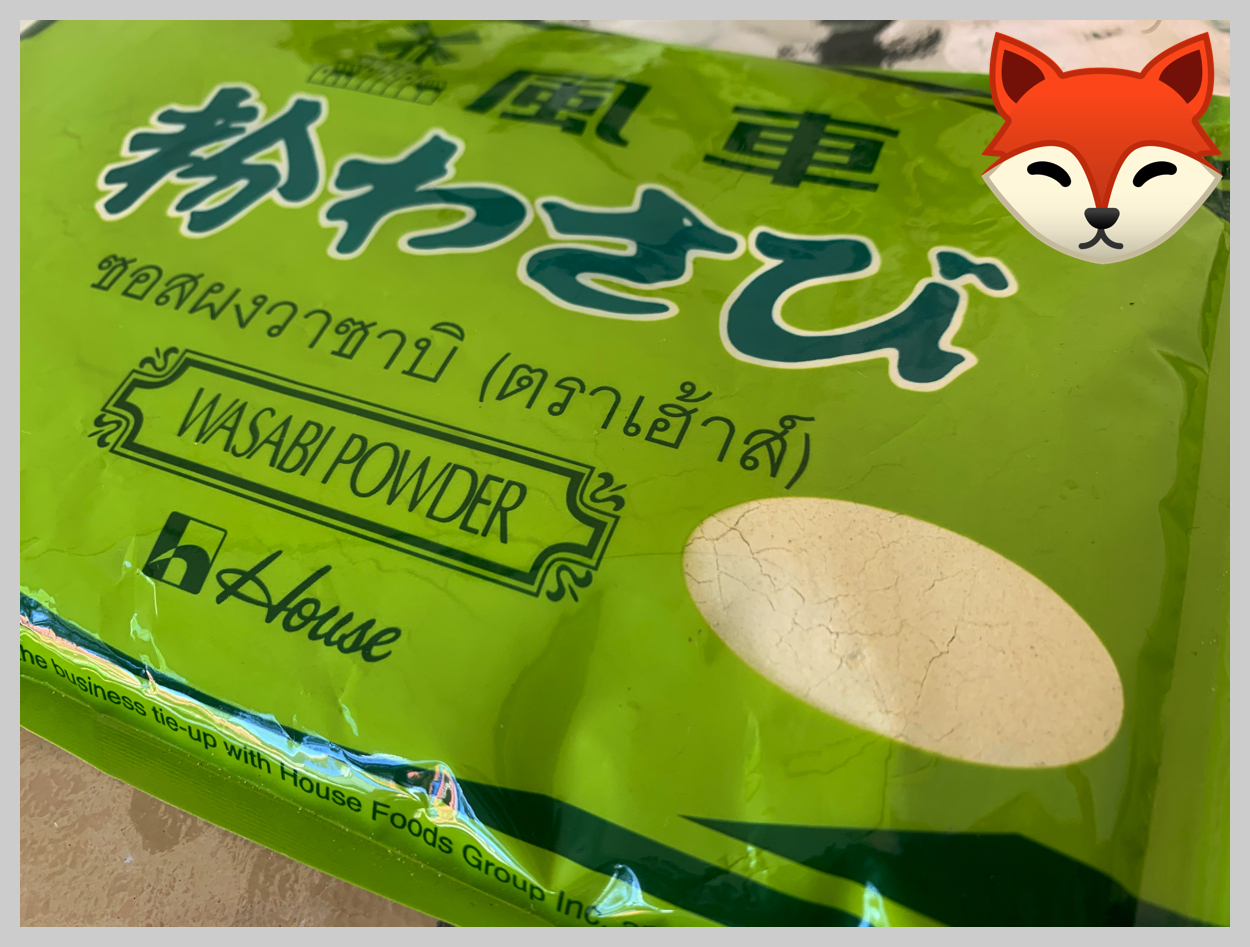 風車
粉わさび
ซอสผงวาซาบิ (ตราเฮ้าส์)
WASABI POWDER
h House
he business tie-up with House Foods Group Inc.